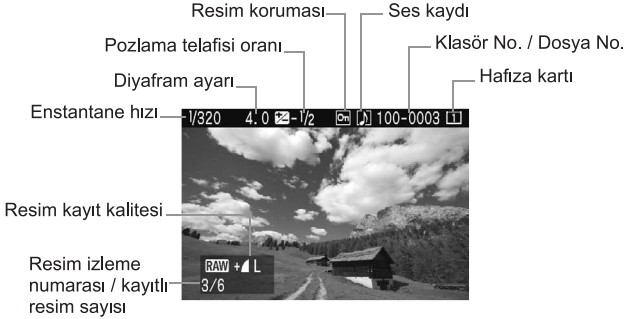 Resim koruması
Ses kaydı
Pozlama telafisi oranı
Klasör No. / Dosya No.
Diyafram ayarı
Hafıza kartı
Enstantane hızı
1/320 4.0 -1/2 100-0003 1
Resim kayıt kalitesi
RAW + L
3/6
Resim izleme
numarası / kayıtlı
resim sayısı